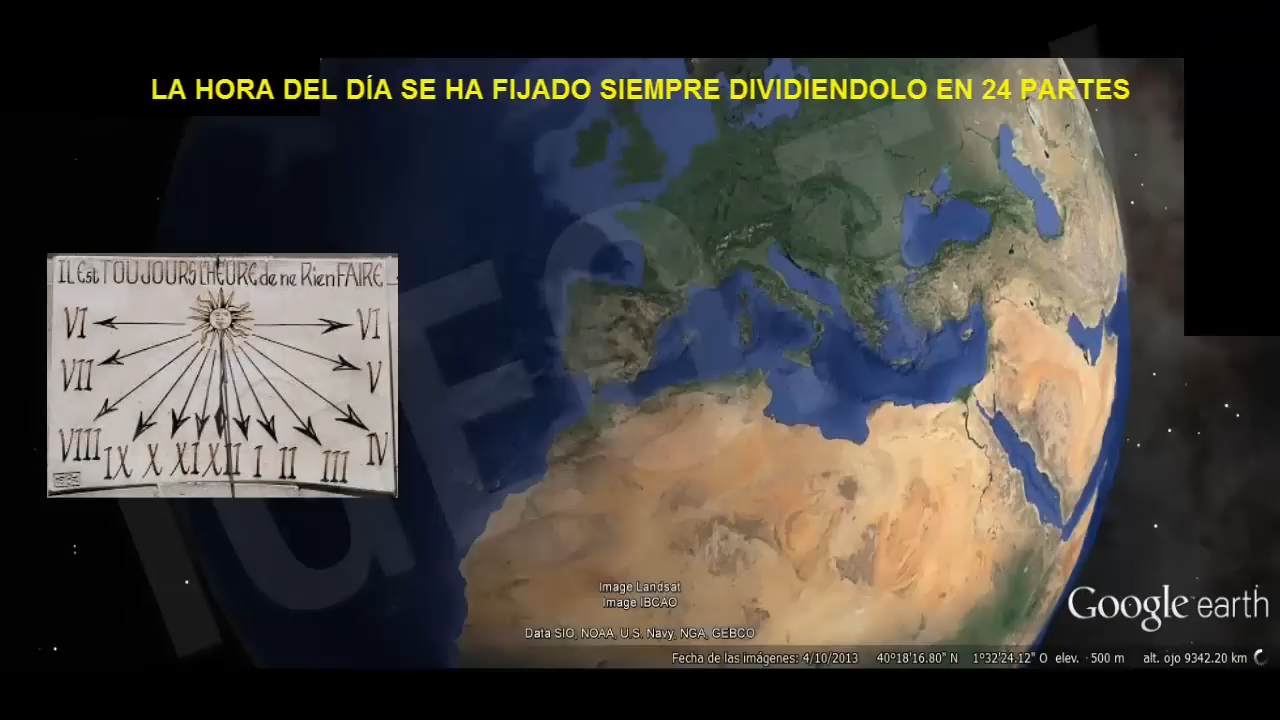 LA HORA DEL DÍA SE HA FIJADO SIEMPRE DIVIDIENDOLO EN 24 PARTES
IL Est TOUJOURS L'HEURE de ne Rien FAIRE
VI VI
VII V
VIII IX X XI XII I II III IV
Image Landsat
Image IBCAO
Data SIO, NOAA, U.S. Navy, NGA, GEBCO
Google earth
Fecha de las imágenes: 4/10/2013 40°18'16.80" N 1°32'24.12" O elev. 500 m alt. ojo 9342.20 km